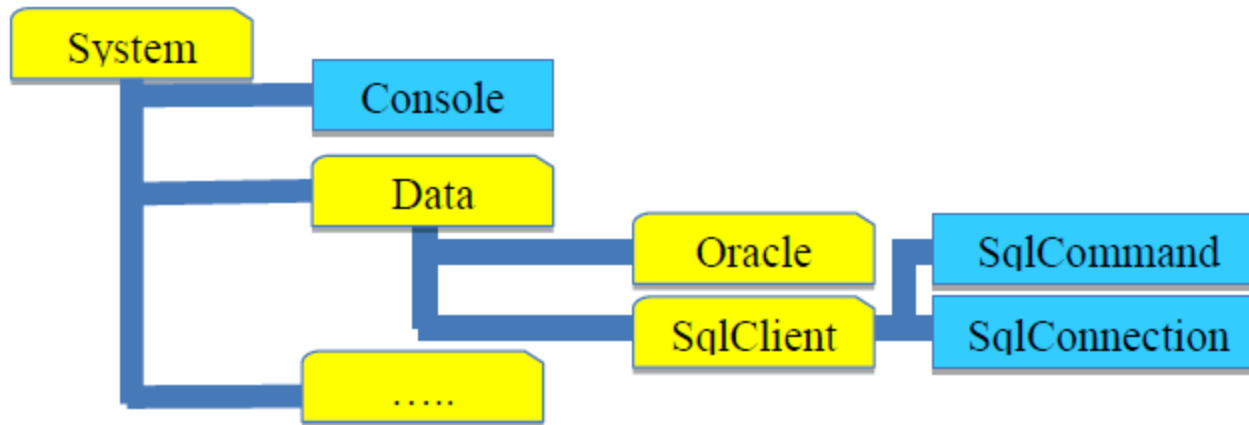 System
Console
Data
Oracle
SqlCommand
SqlClient
SqlConnection
.....